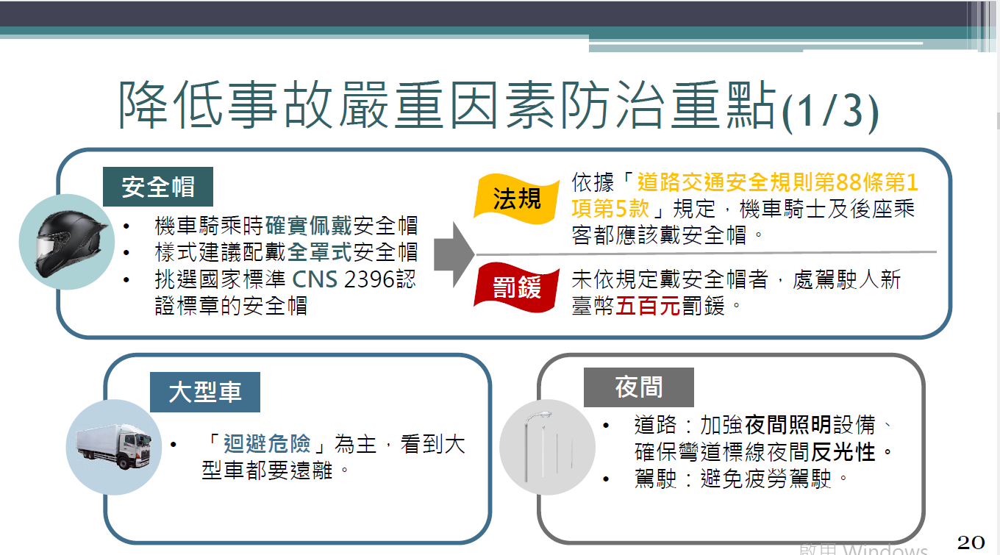 降低事故嚴重因素防治重點(1/3)
安全帽
• 機車騎乘時確實佩戴安全帽
• 樣式建議配戴全罩式安全帽
• 挑選國家標準 CNS 2396認
證標章的安全帽
法規
依據「道路交通安全規則第88條第1
項第5款」規定，機車騎士及後座乘
客都應該戴安全帽。
罰鍰
未依規定戴安全帽者，處駕駛人新
臺幣五百元罰鍰。
大型車
• 「迴避危險」為主，看到大
型車都要遠離。
夜間
• 道路：加強夜間照明設備、
確保彎道標線夜間反光性。
• 駕駛：避免疲勞駕駛。
啟用 Windows
20